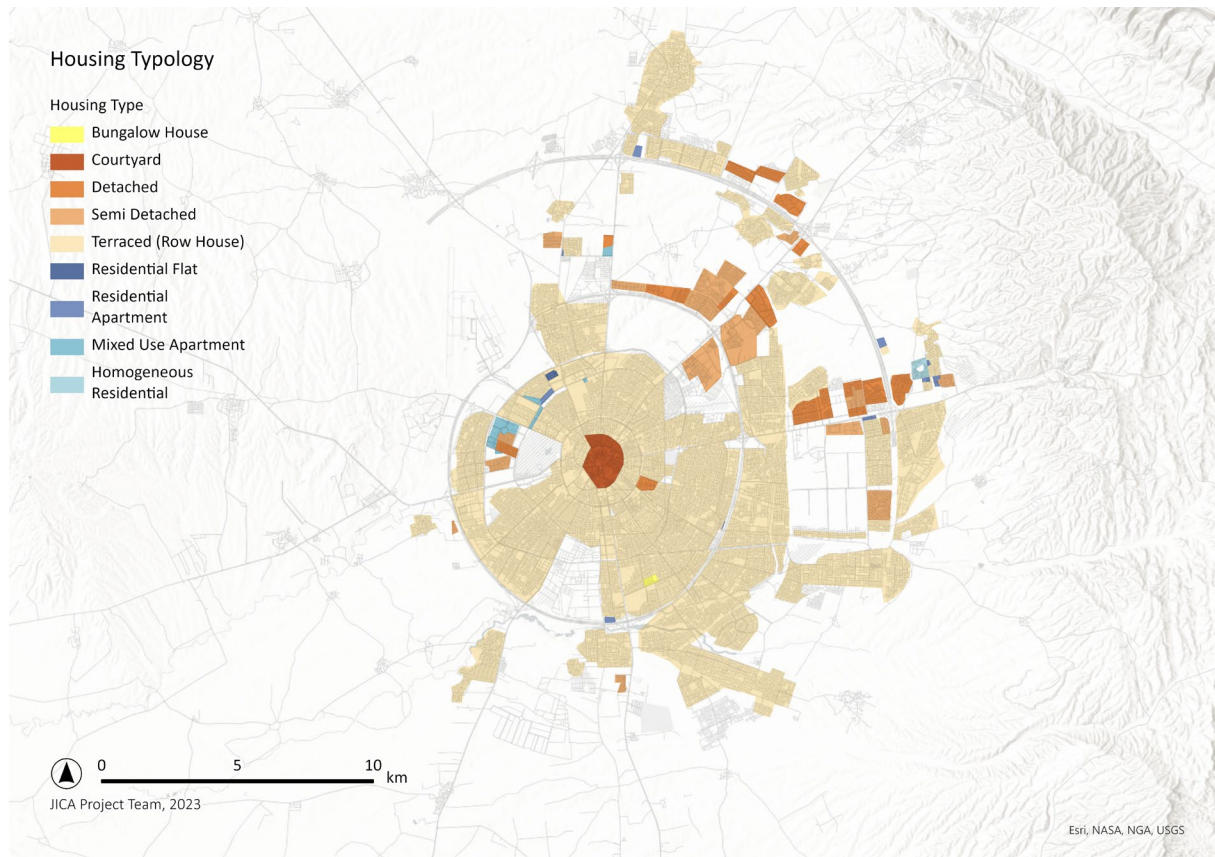 Housing Typology
Housing Type
Bungalow House
Courtyard
Detached
Semi Detached
Terraced (Row House)
Residential Flat
Residential
Apartment
Mixed Use Apartment
Homogeneous
Residential
0 5 10
km
JICA Project Team, 2023
Esri, NASA, NGA, USGS